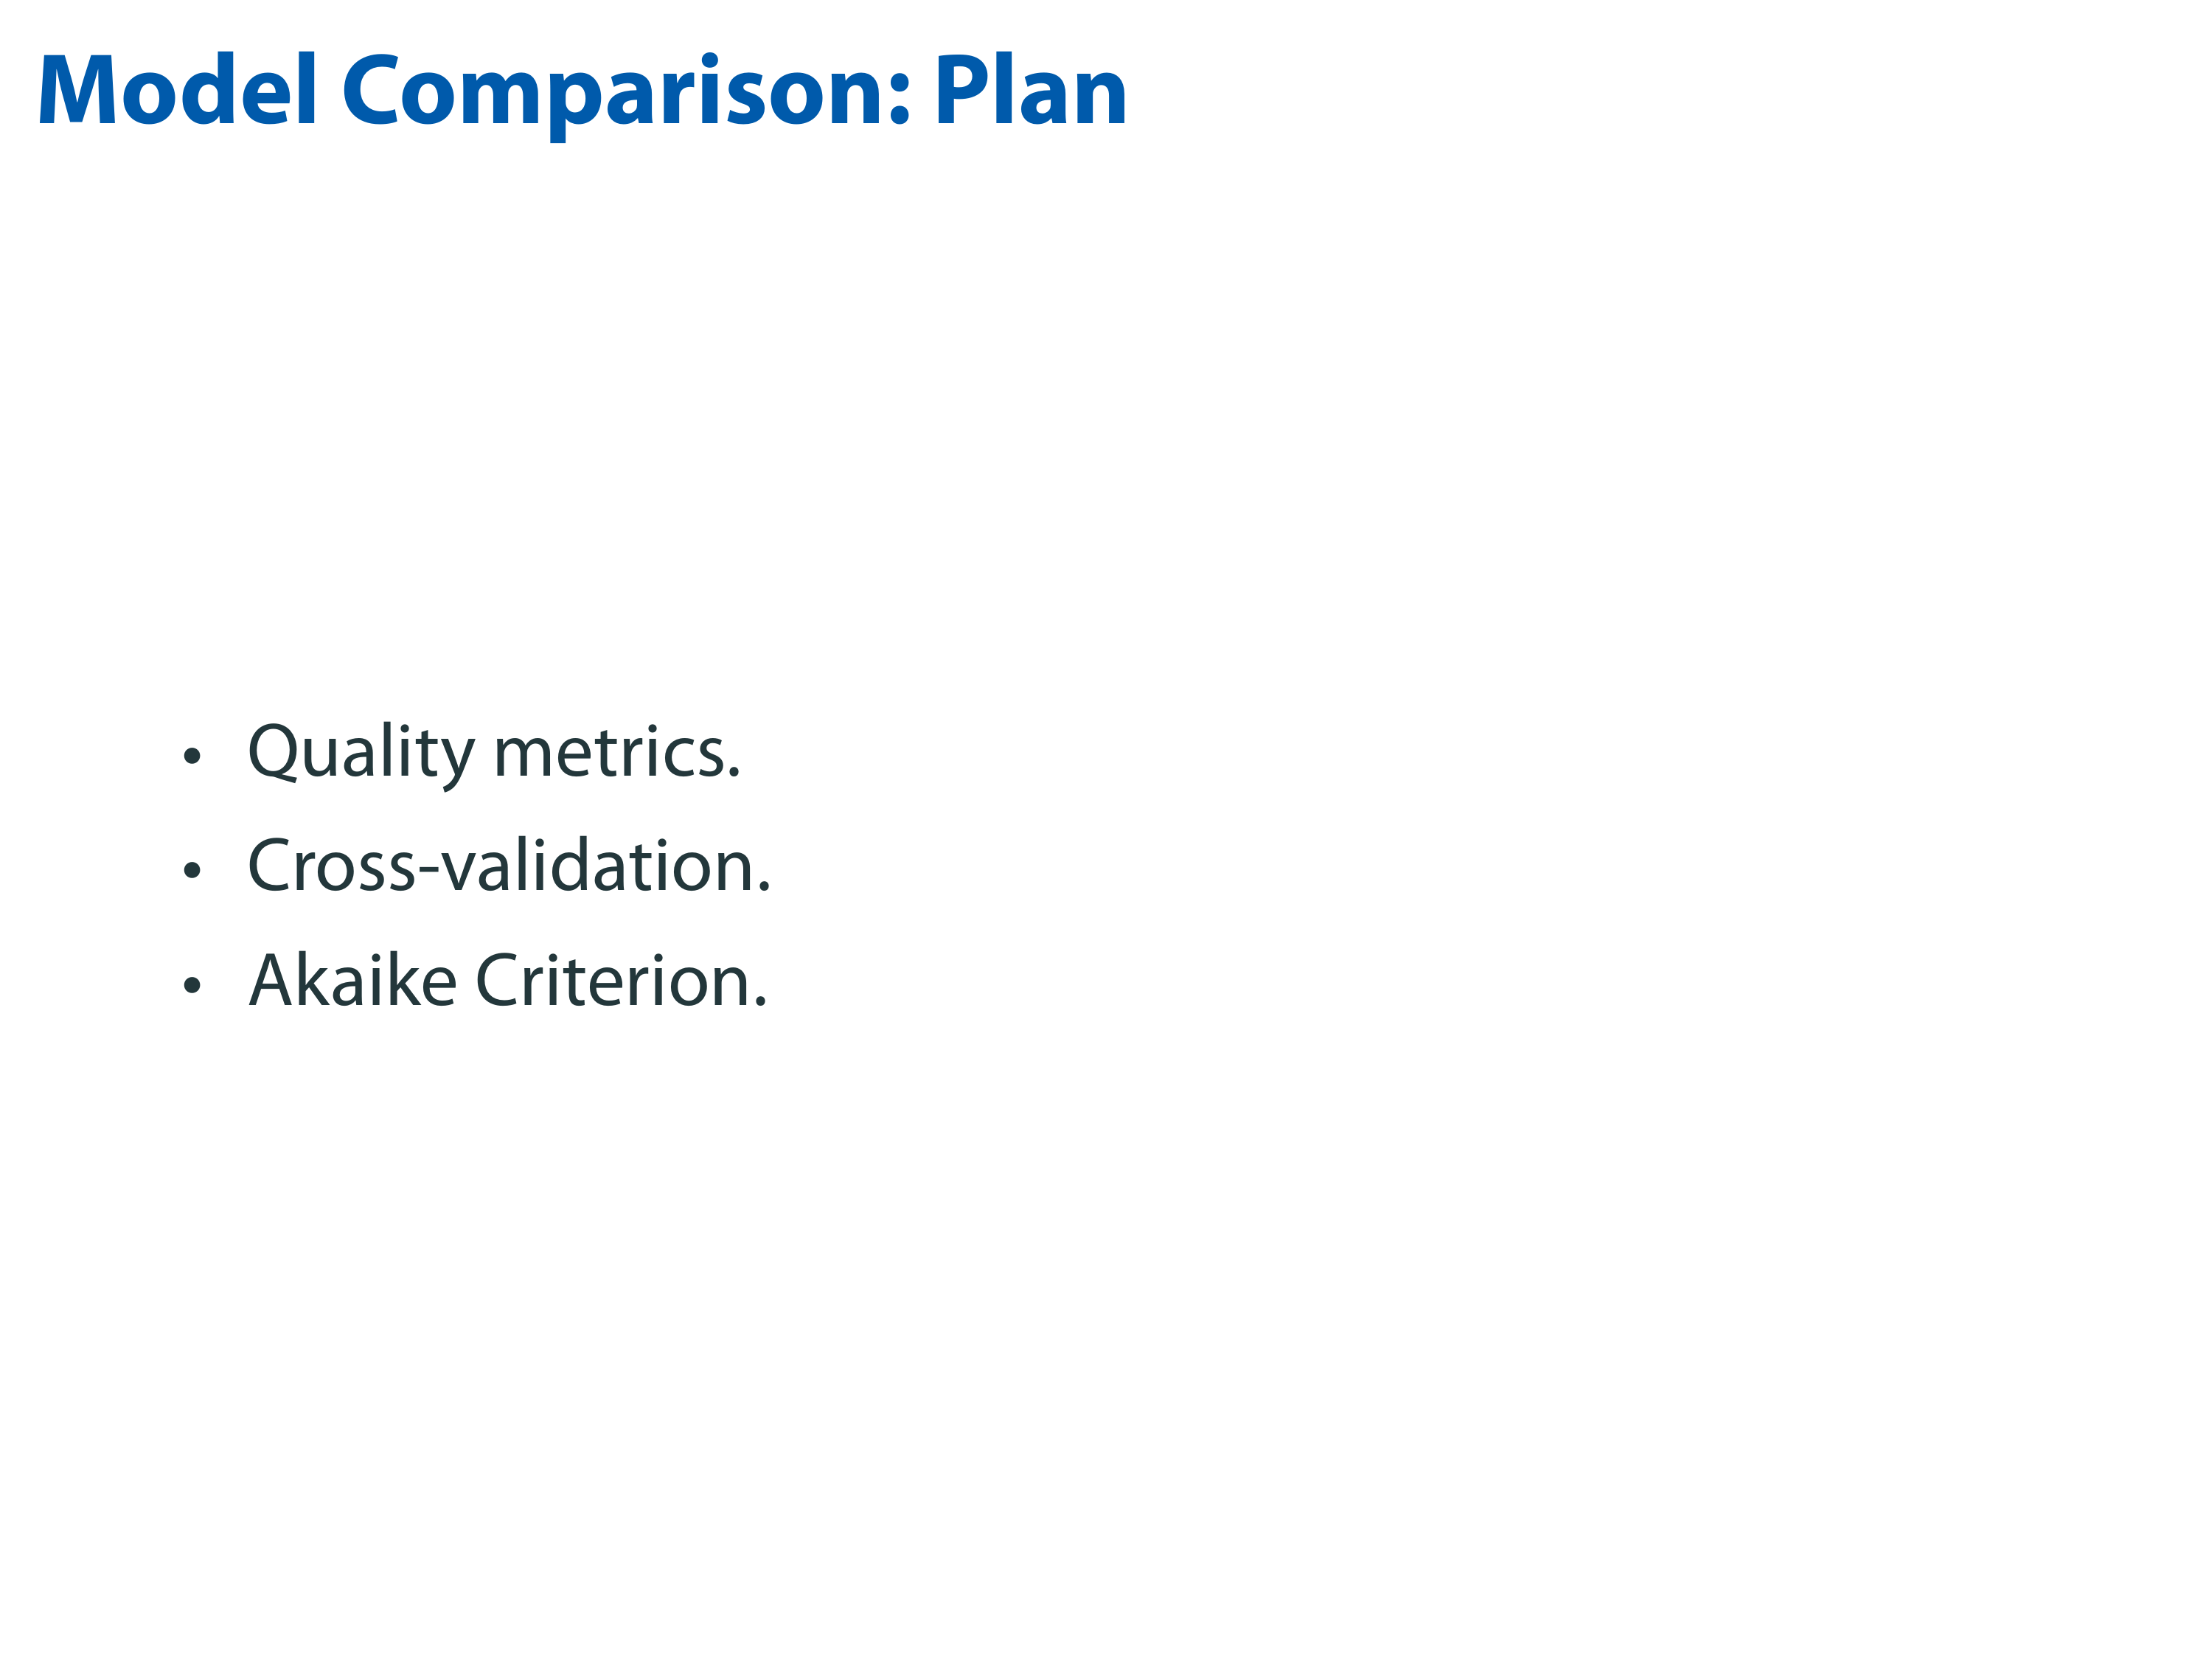 Model Comparison: Plan
• Quality metrics.
• Cross-validation.
• Akaike Criterion.